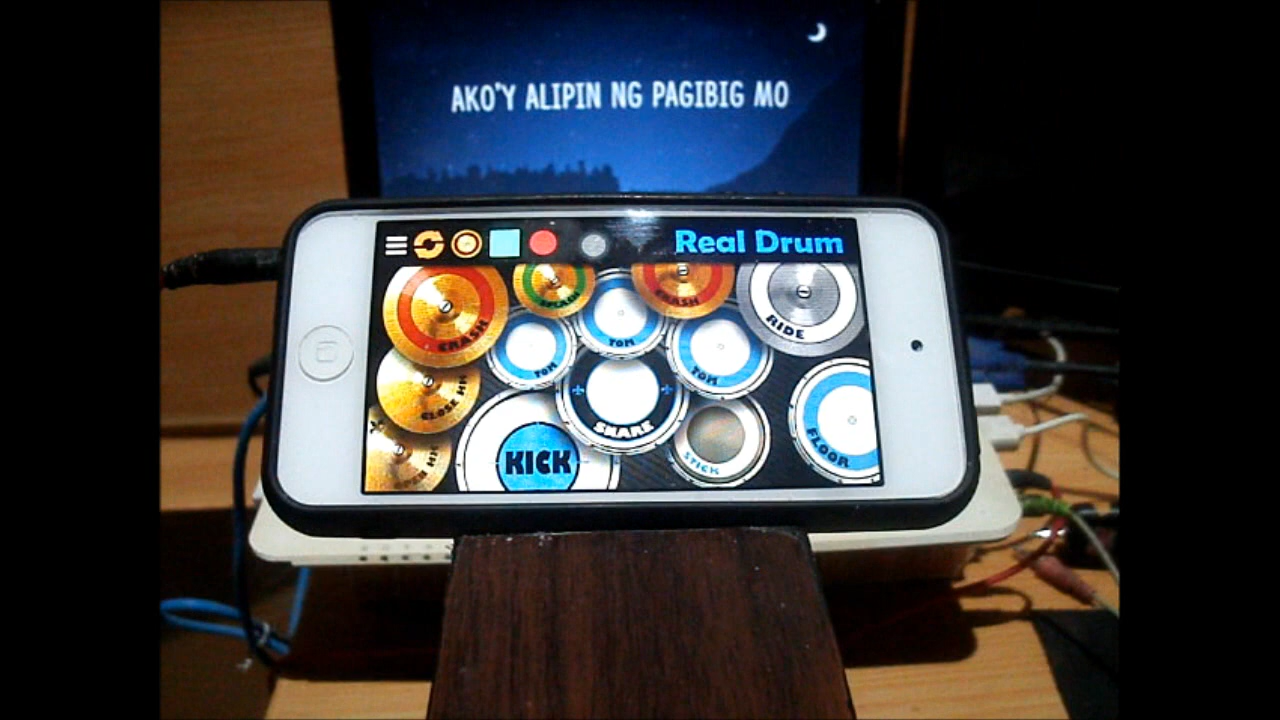 AKO'Y ALIPIN NG PAGIBIG MO
Real Drum
CRASH
SPLASH
CRASH
RIDE
TOM
TOM
TOM
CLOSE HH
SNARE
KICK
STICK
FLOOR
HH